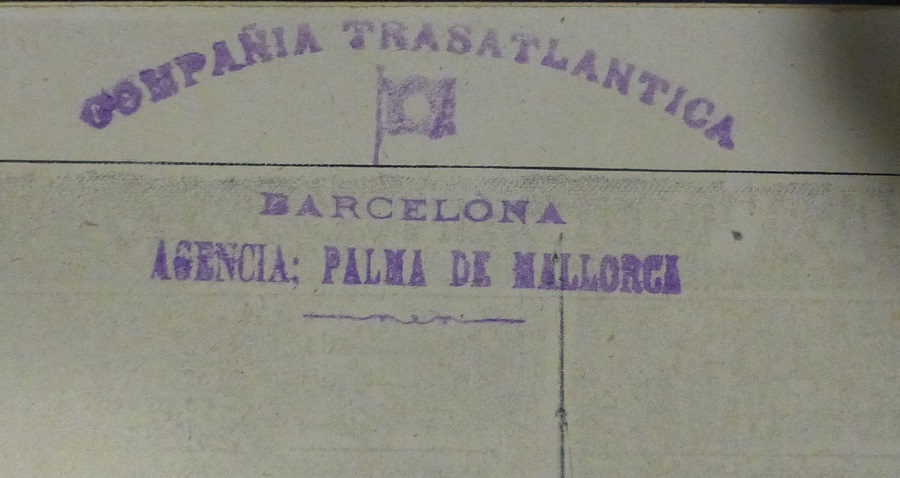 COMPAÑIA TRASATLANTICA
BARCELONA
AGENCIA; PALMA DE MALLORCA